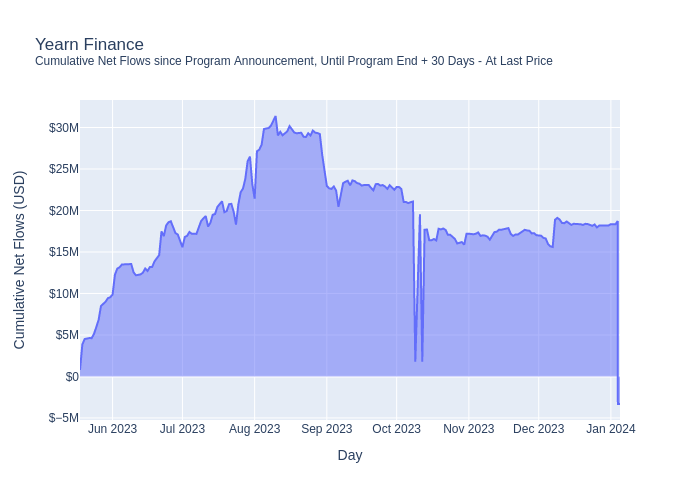 Yearn Finance
Cumulative Net Flows since Program Announcement, Until Program End + 30 Days - At Last Price
Cumulative Net Flows (USD)
$30M
$25M
$20M
$15M
$10M
$5M
$0
$−5M
Jun 2023 Jul 2023 Aug 2023 Sep 2023 Oct 2023 Nov 2023 Dec 2023 Jan 2024
Day